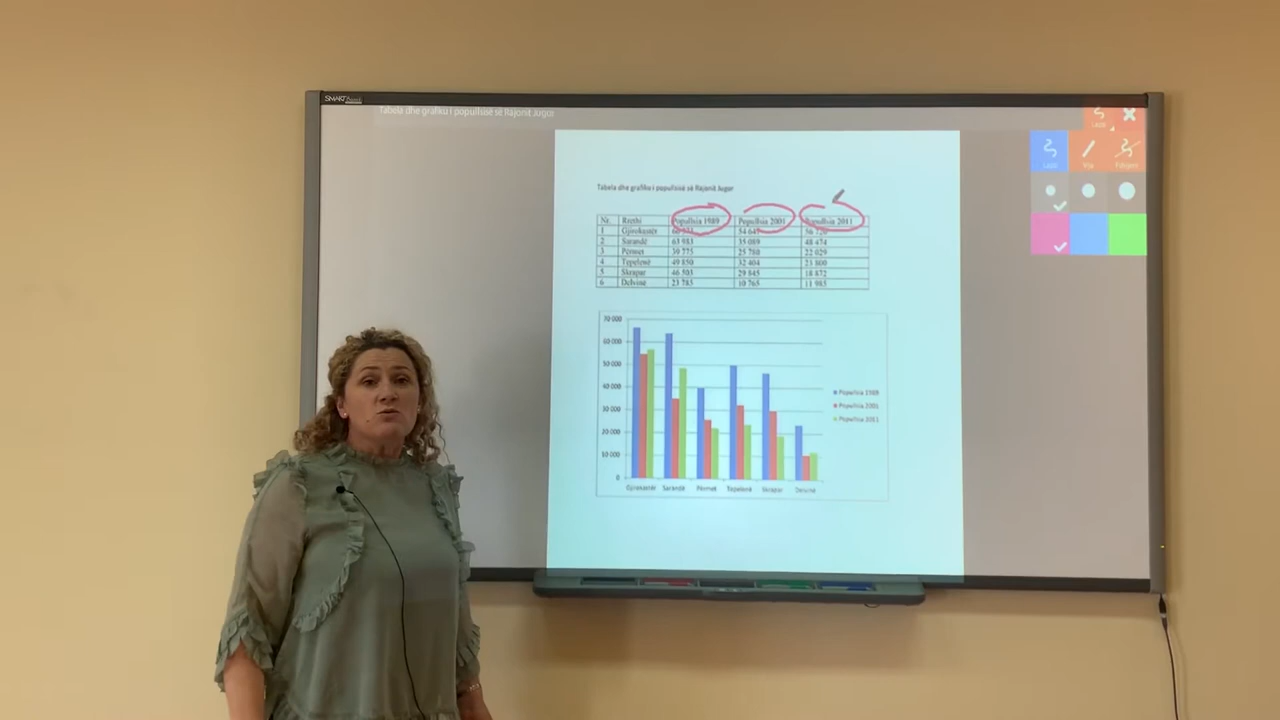 SMART
Tabela dhe grafiku i popullsisë së Rajonit Jugor
Tabela dhe grafiku i popullsisë së Rajonit Jugor
Nr. Rrethi Popullsia 1989 Popullsia 2001 Popullsia 2011
1 Gjirokastër 54 647
2 Sarandë 63 983 35 089 48 474
3 Përmet 39 775 25 780 22 029
4 Tepelenë 49 850 32 404 23 800
5 Skrapar 46 505 29 845 18 872
6 Delvinë 23 785 10 765 11 985
70 000
60 000
50 000
40 000
30 000
20 000
10 000
0
Gjirokastër Sarandë Përmet Tepelenë Skrapar Delvinë
Popullsia 1989
Popullsia 2001
Popullsia 2011